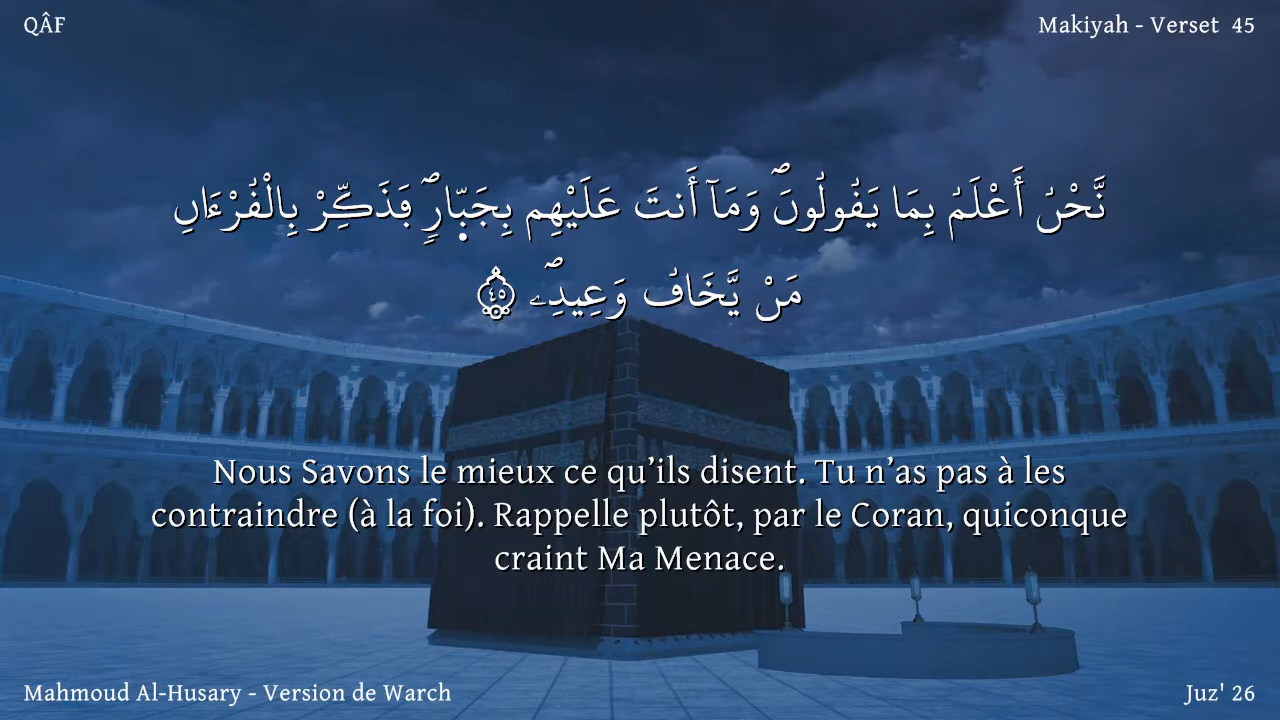 QÂF
Makiyah - Verset 45
نَّحْنُ أَعْلَمُ بِمَا يَقُولُونَۖ وَمَآ أَنتَ عَلَيْهِم بِجَبّ۪ارٖۖ فَذَكِّرْ بِالْقُرْءَانِ
مَنْ يَّخَافُ وَعِيدِۦۖ ۝٤٥
Nous Savons le mieux ce qu’ils disent. Tu n’as pas à les
contraindre (à la foi). Rappelle plutôt, par le Coran, quiconque
craint Ma Menace.
Mahmoud Al-Husary - Version de Warch
Juz' 26